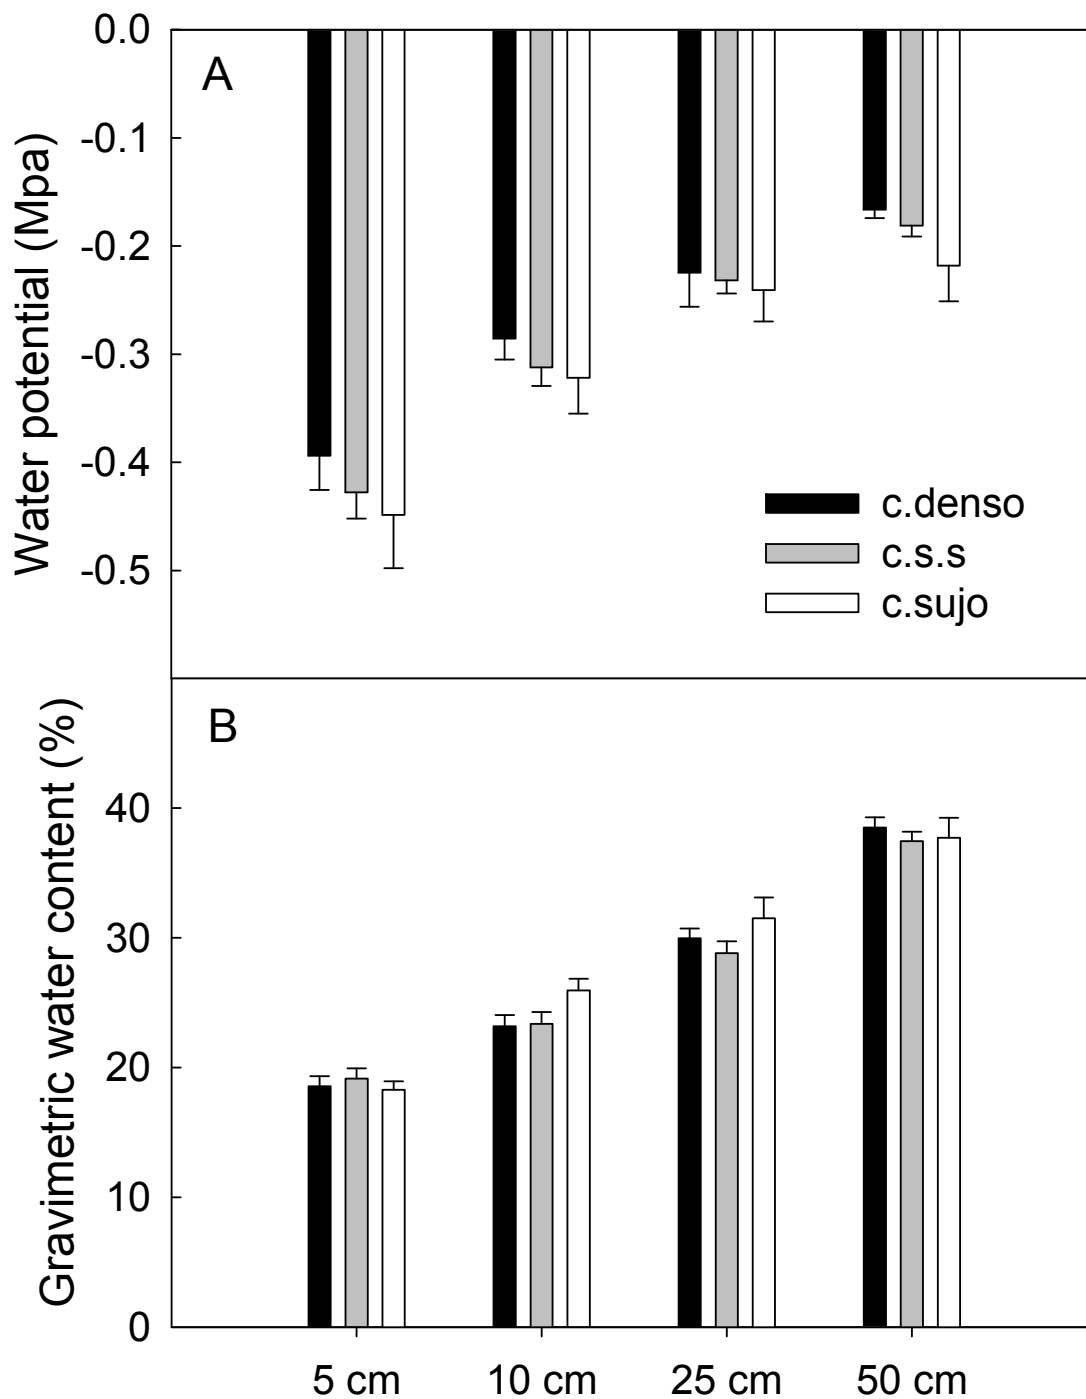 A
Water potential (Mpa)
0.0
-0.1
-0.2
-0.3
-0.4
-0.5
c.denso
c.s.s
c.sujo
B
Gravimetric water content (%)
40
30
20
10
0
5 cm
10 cm
25 cm
50 cm